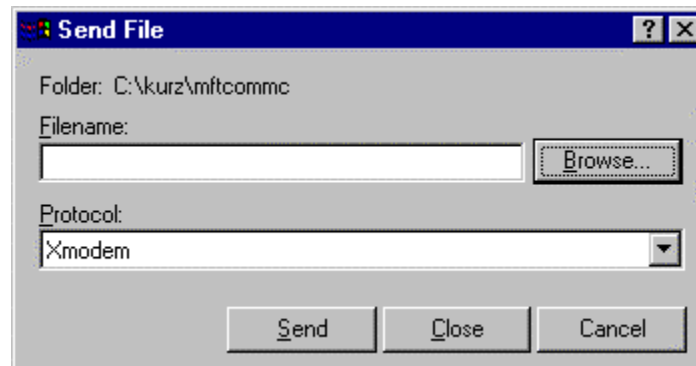 Send File ? X
Folder: C:\kurz\mftcommc
Filename:
Browse...
Protocol:
Xmodem
Send Close Cancel